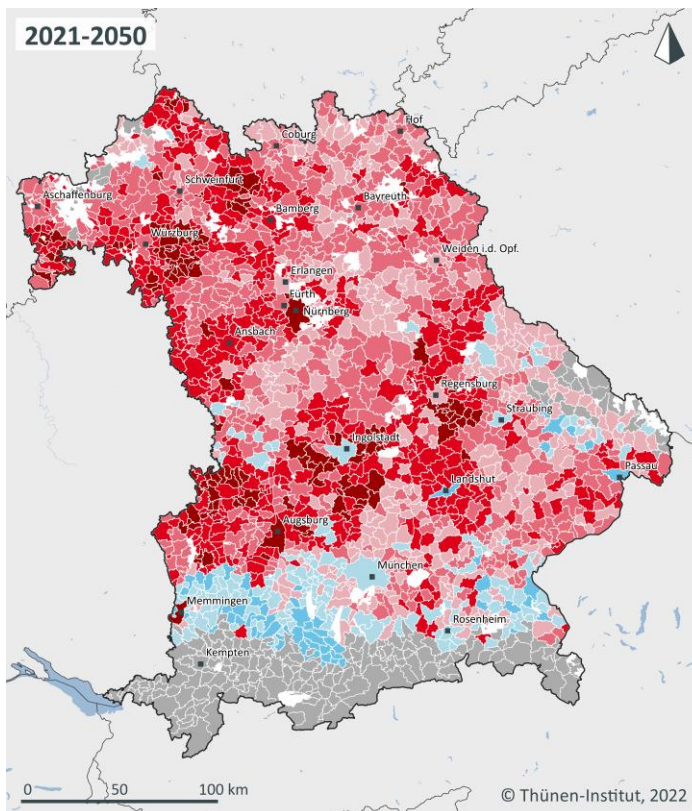 2021-2050
Hof
Coburg
Schweinfurt
Aschaffenburg
Bayreuth
Bamberg
Würzburg
Weiden i.d. Opf.
Erlangen
Fürth
Nürnberg
Ansbach
Regensburg
Straubing
Ingolstadt
Passau
Landshut
Augsburg
München
Memmingen
Rosenheim
Kempten
0 50 100 km
© Thünen-Institut, 2022